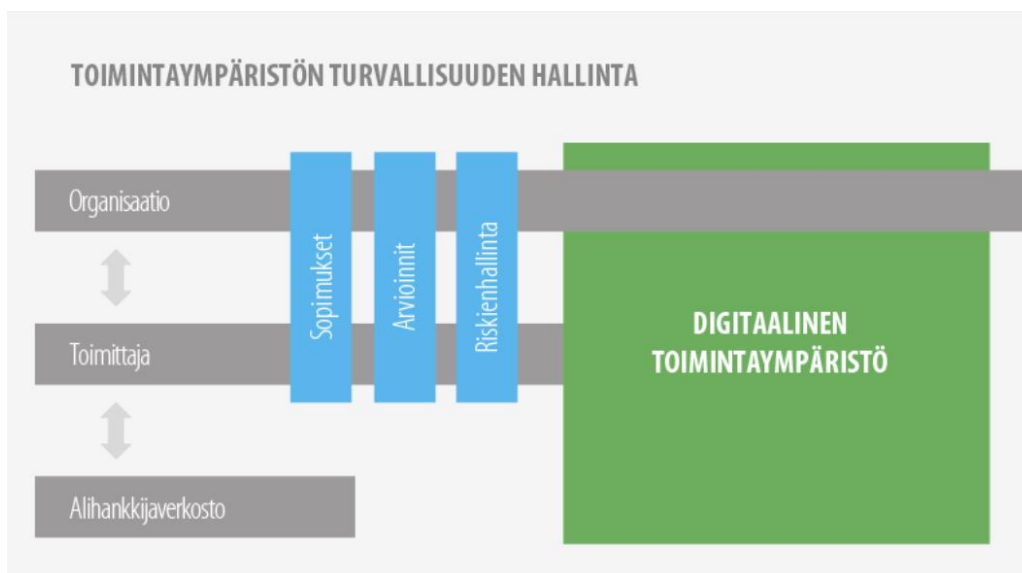 TOIMINTAYMPÄRISTÖN TURVALLISUUDEN HALLINTA
Organisaatio
Sopimukset
Arvioinnit
Riskienhallinta
Toimittaja
DIGITAALINEN
TOIMINTAYMPÄRISTÖ
Alihankkijaverkosto